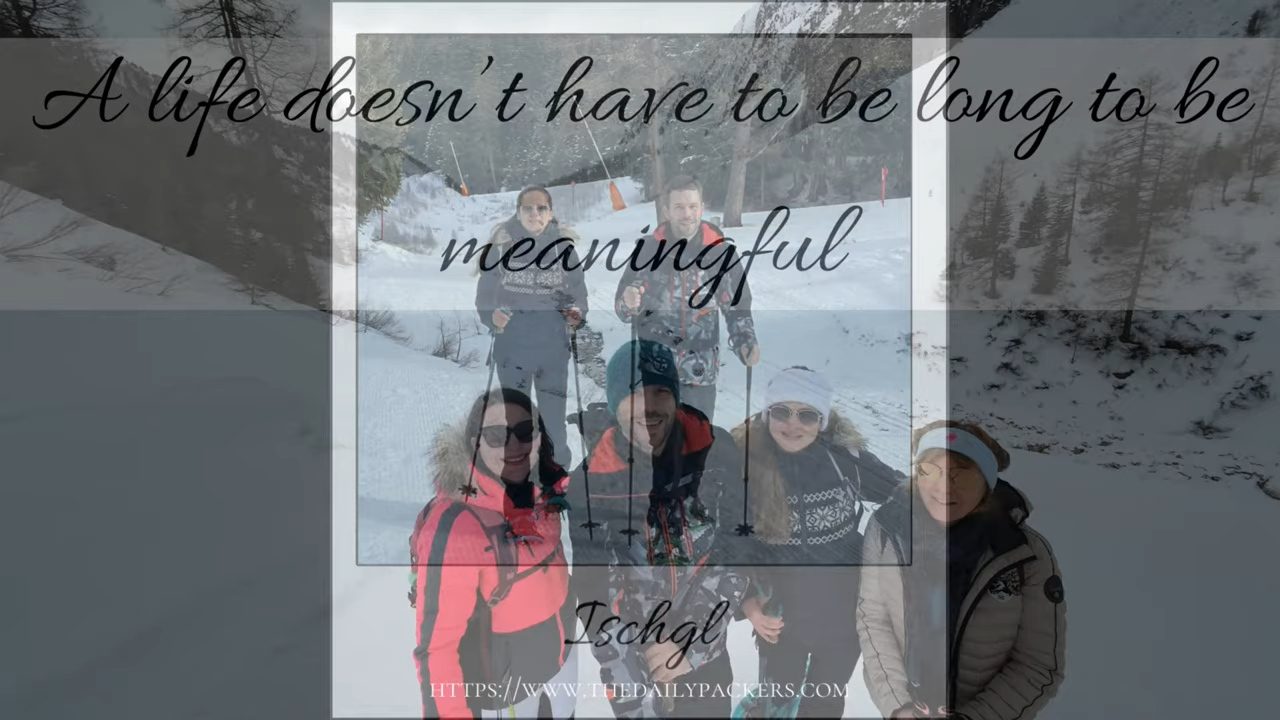 A life doesn't have to be long to be
meaningful
Ischgl
HTTPS://WWW.THEDAILYPACKERS.COM